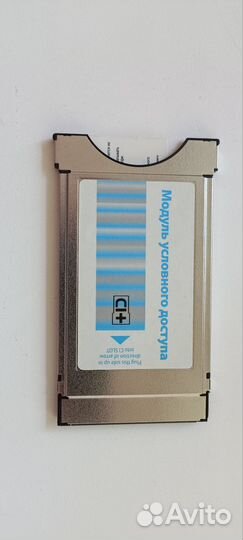 Модуль условного доступа
CI+
Plug this side up in
direction of arrow
into CI SLOT
Avito